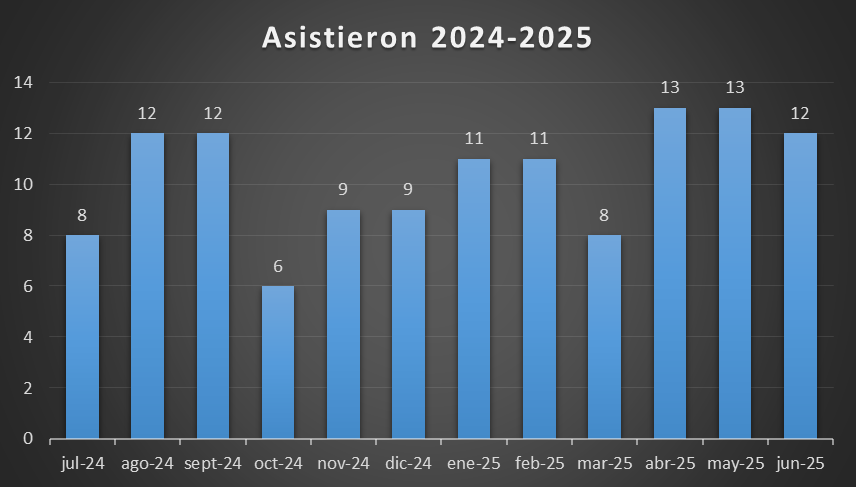 Asistieron 2024-2025
14
12
10
8
6
4
2
0
8
12
12
6
9
9
11
11
8
13
13
12
jul-24
ago-24
sept-24
oct-24
nov-24
dic-24
ene-25
feb-25
mar-25
abr-25
may-25
jun-25